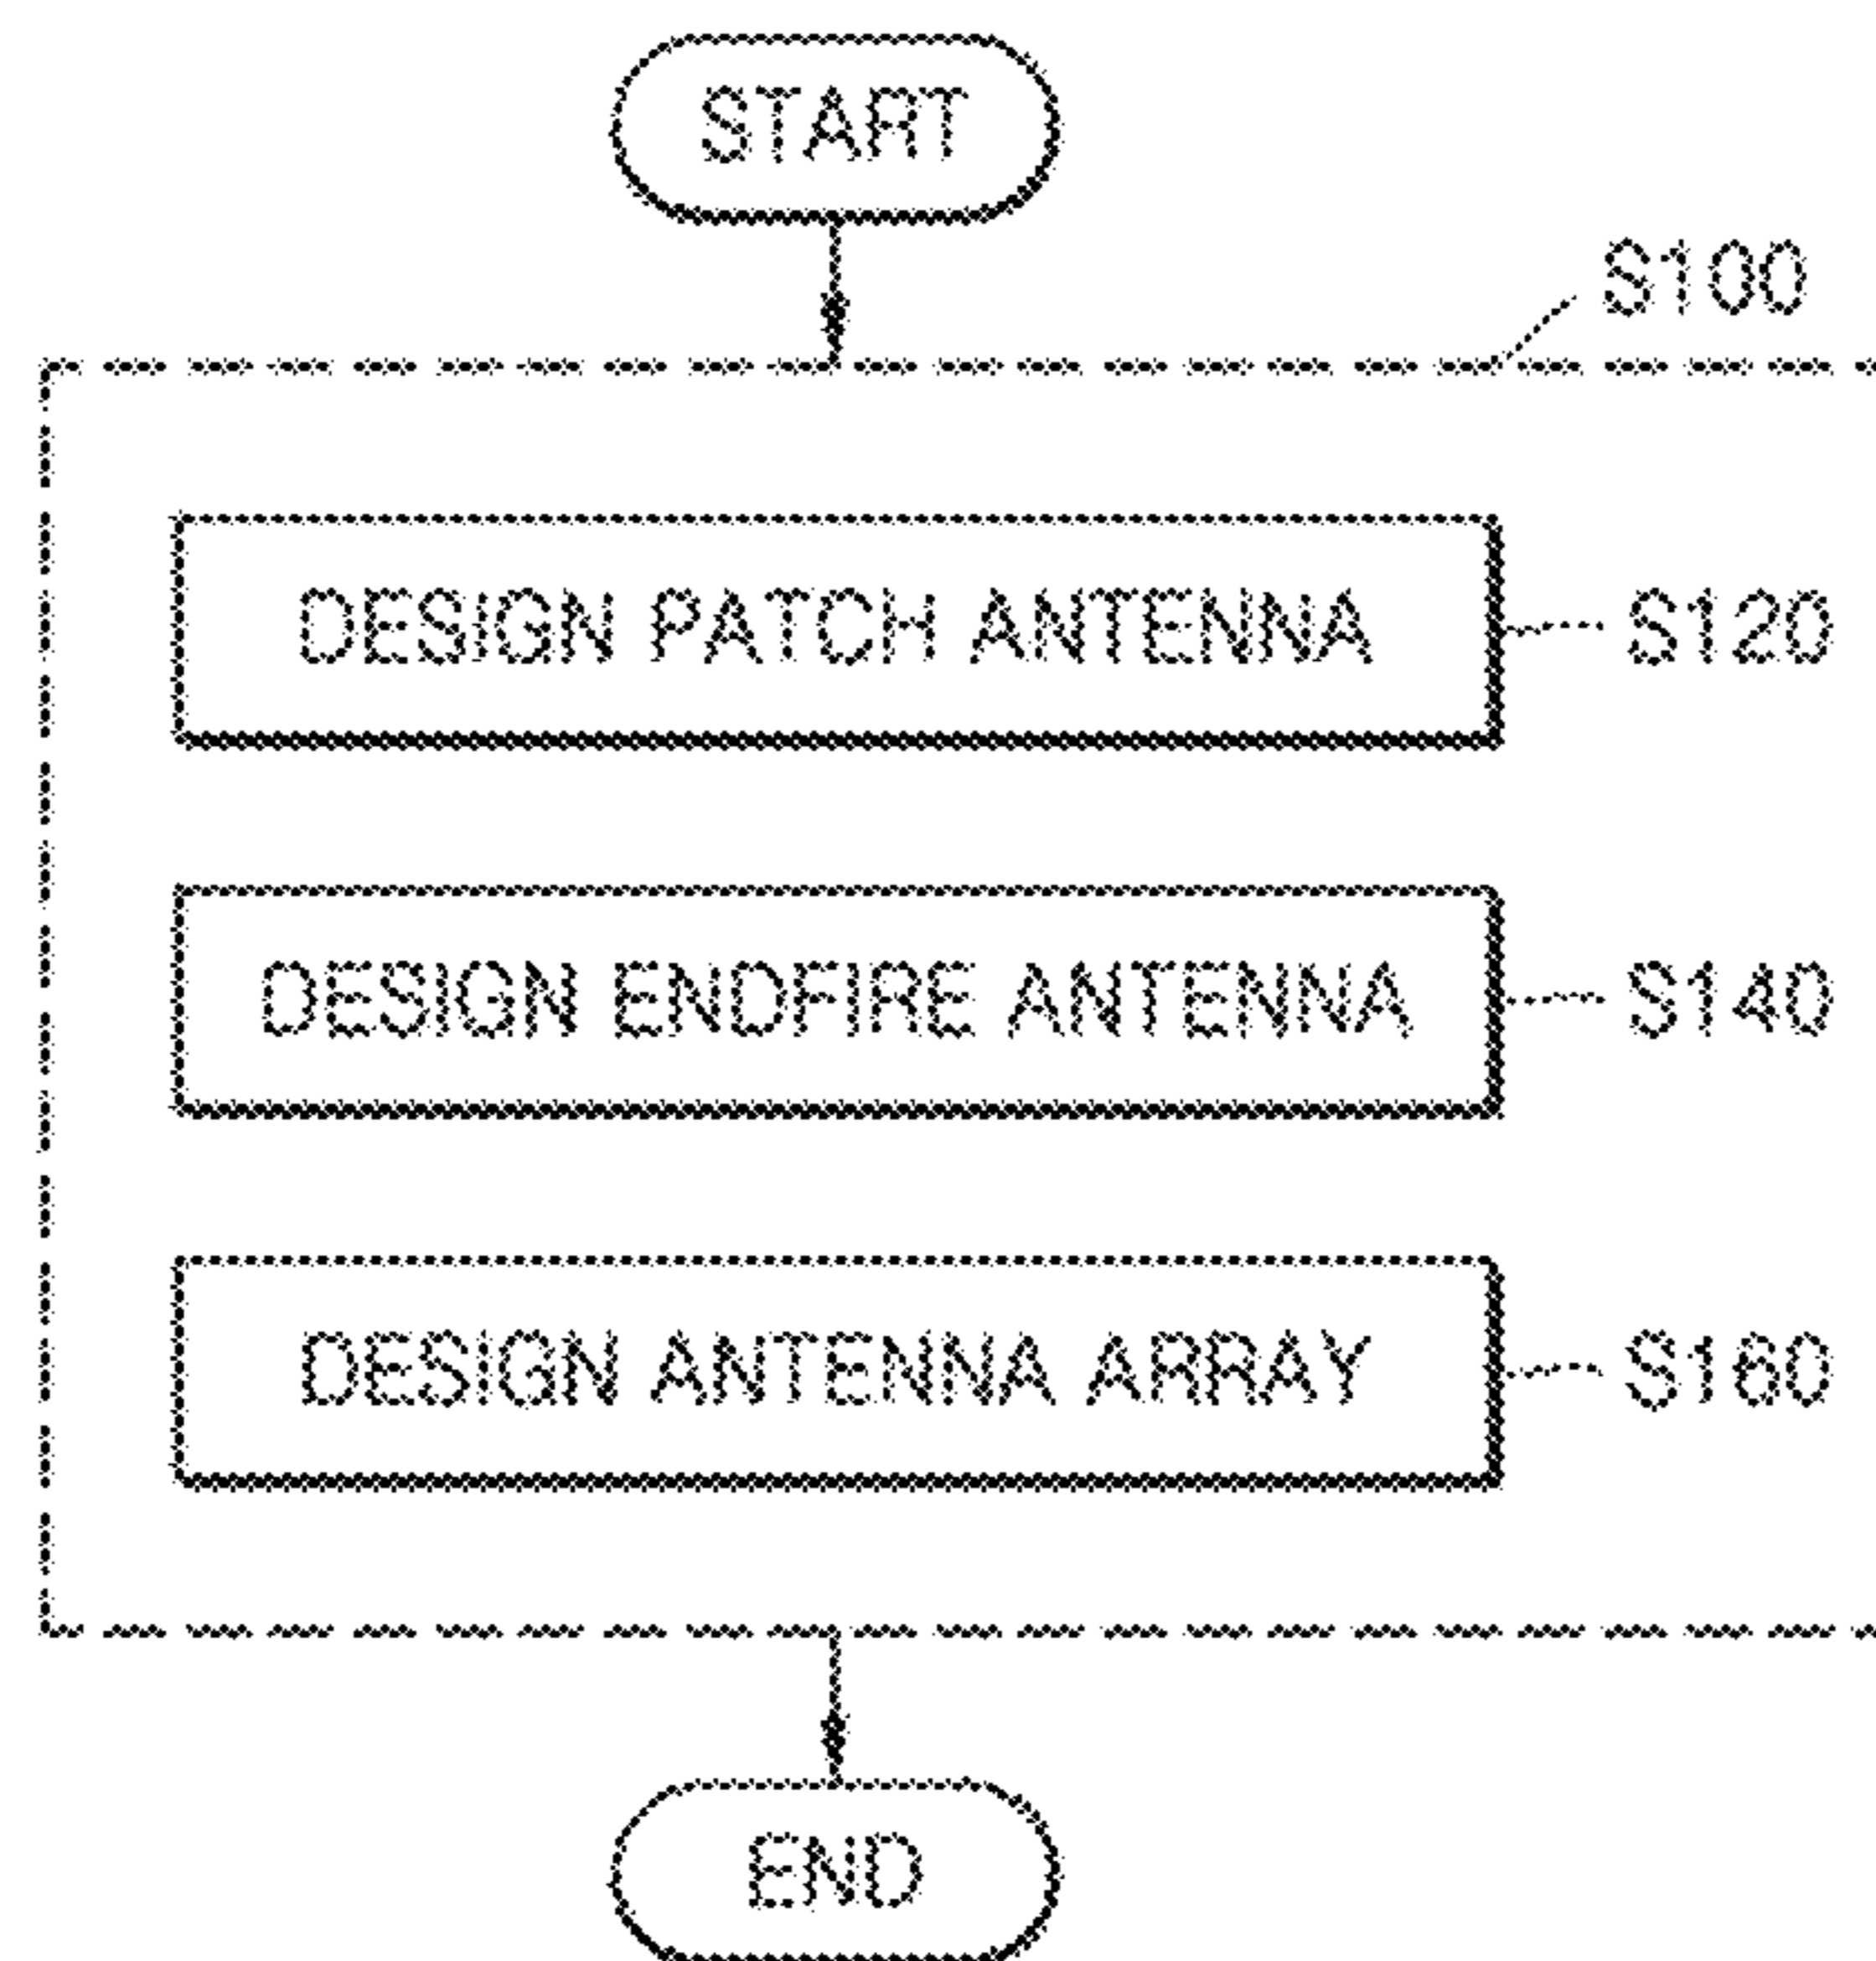 START
S100
DESIGN PATCH ANTENNA S120
DESIGN ENDFIRE ANTENNA S140
DESIGN ANTENNA ARRAY S160
END